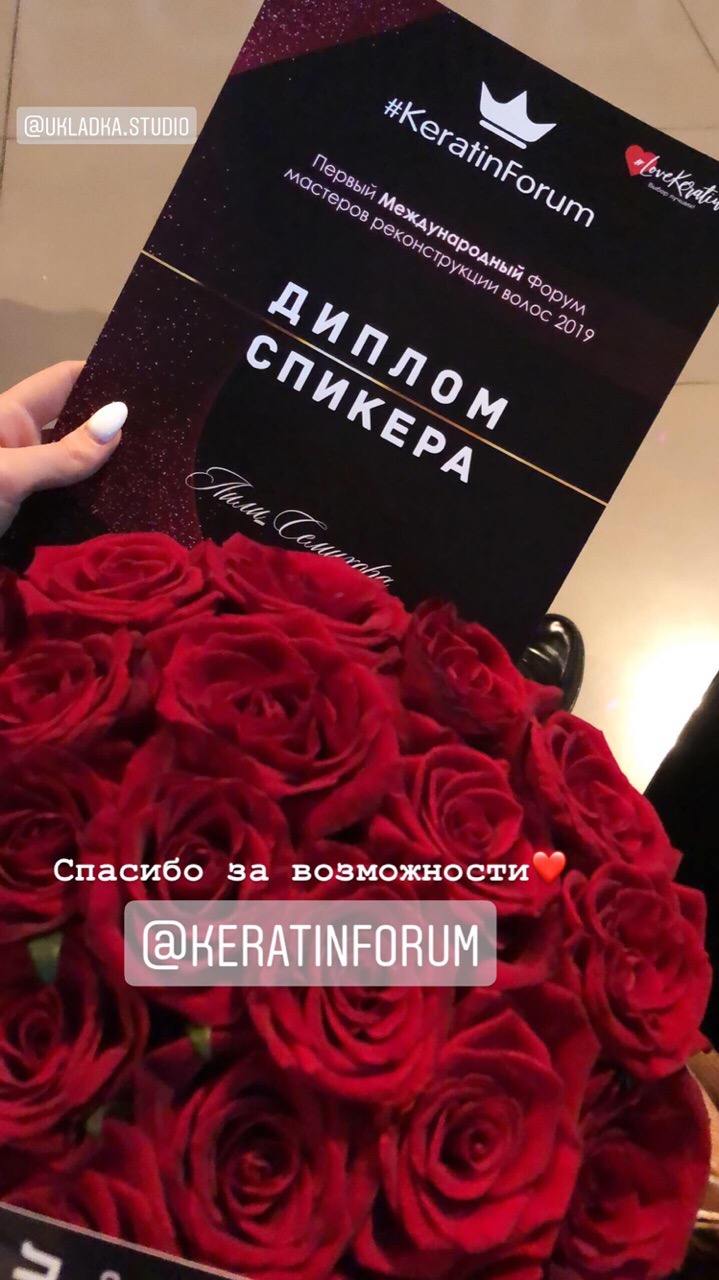 @UKLADKA.STUDIO
#KeratinForum
#LoveKeratin
Выбор лучших!
Первый Международный Форум
мастеров реконструкции волос 2019
ДИПЛОМ
СПИКЕРА
Лили Семихова
Спасибо за возможности❤️
@KERATINFORUM